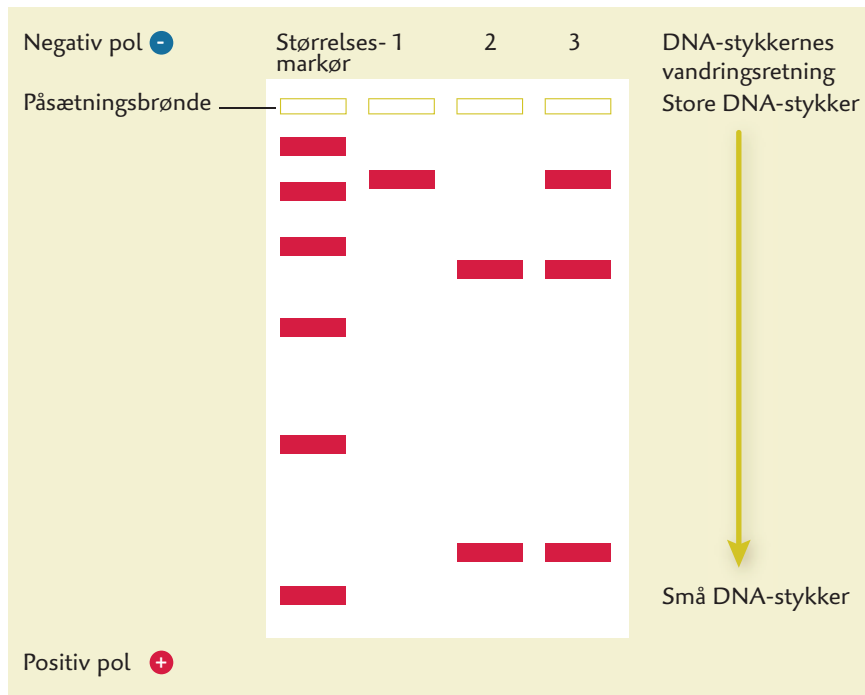 Negativ pol -
Størrelses- 1 2 3
markør
DNA-stykkernes
vandringsretning
Påsætningsbrønde
Store DNA-stykker
Små DNA-stykker
Positiv pol +